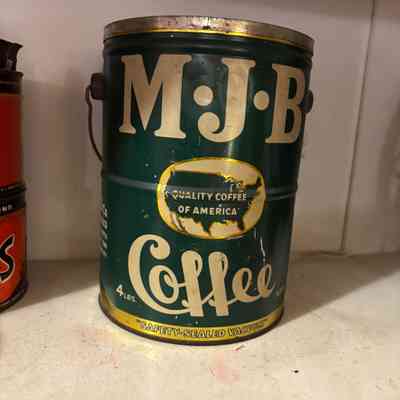 M·J·B
QUALITY COFFEE
OF AMERICA
Coffee
4 LBS.
"SAFETY-SEALED VACUUM"